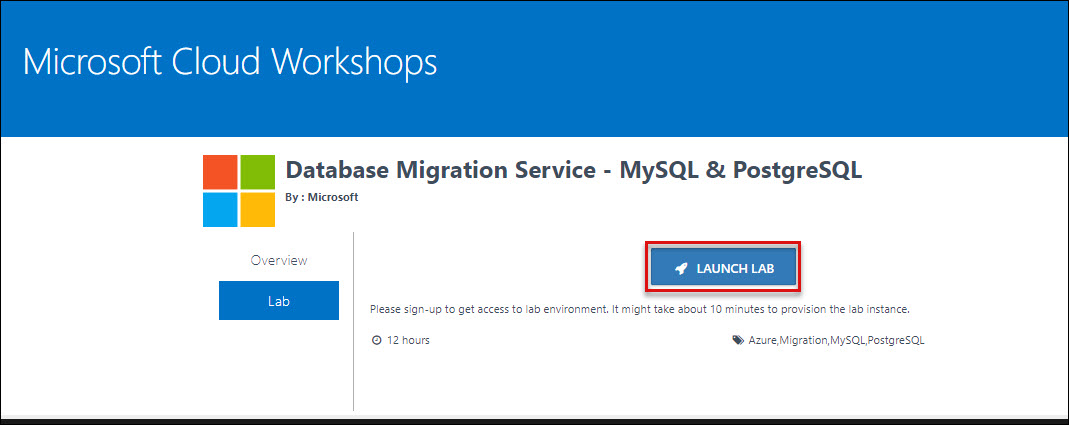 Microsoft Cloud Workshops
Database Migration Service - MySQL & PostgreSQL
By : Microsoft
Overview
Lab
LAUNCH LAB
Please sign-up to get access to lab environment. It might take about 10 minutes to provision the lab instance.
12 hours
Azure,Migration,MySQL,PostgreSQL